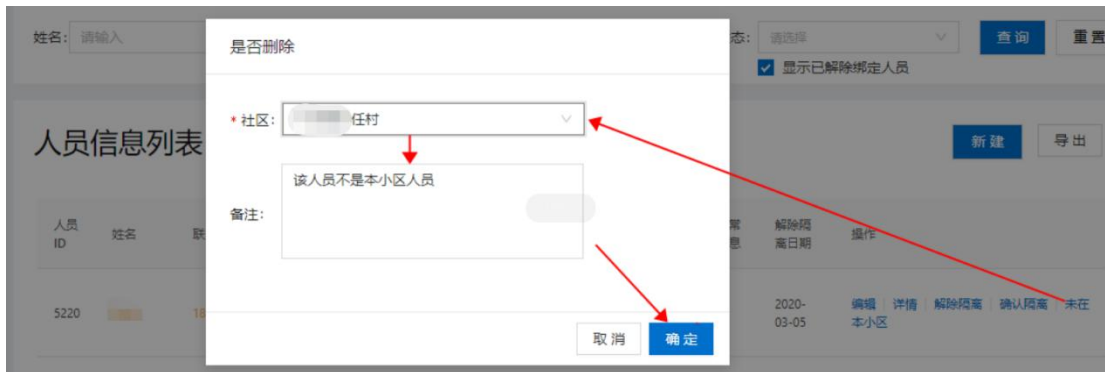 姓名: 请输入
态: 请选择
查询
重置
显示已解除绑定人员
是否删除
* 社区: 任村
备注: 该人员不是本小区人员
取消
确定
人员信息列表
新建
导出
人员
ID
姓名
联
常
息
解除隔
离日期
操作
5220
18
2020-
03-05
编辑 详情 解除隔离 确认隔离 未在
本小区